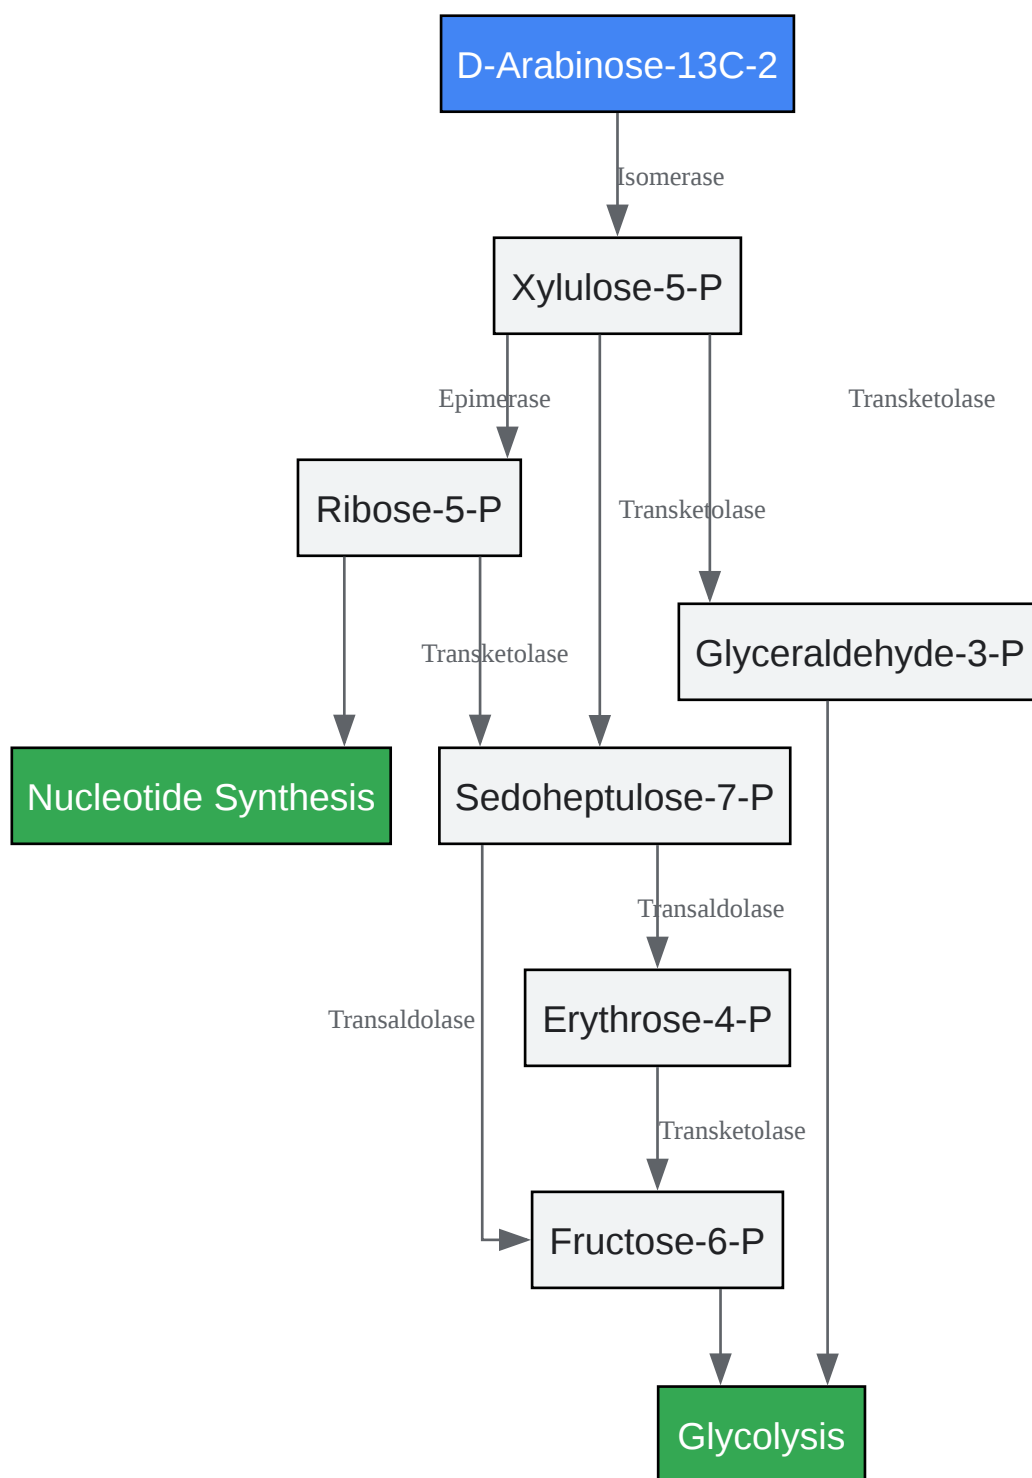 D-Arabinose-13C-2
Isomerase
Xylulose-5-P
Epimerase
Transketolase
Ribose-5-P
Transketolase
Transketolase
Glyceraldehyde-3-P
Nucleotide Synthesis
Sedoheptulose-7-P
Transaldolase
Transaldolase
Erythrose-4-P
Transketolase
Fructose-6-P
Glycolysis